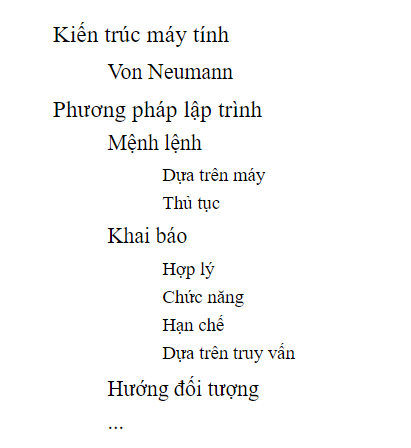 Kiến trúc máy tính
Von Neumann
Phương pháp lập trình
Mệnh lệnh
Dựa trên máy
Thủ tục
Khai báo
Hợp lý
Chức năng
Hạn chế
Dựa trên truy vấn
Hướng đối tượng
...